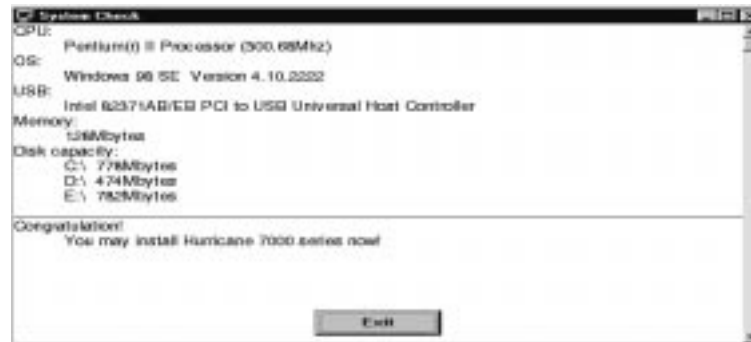 System Check
CPU:
Pentium(r) II Processor (300.68Mhz)
OS:
Windows 98 SE Version 4.10.2222
USB:
Intel 82371AB/EB PCI to USB Universal Host Controller
Memory:
128Mbytes
Disk capacity:
C:\ 778Mbytes
D:\ 474Mbytes
E:\ 782Mbytes
Congratulation!
You may install Hurricane 7000 series now!
Exit